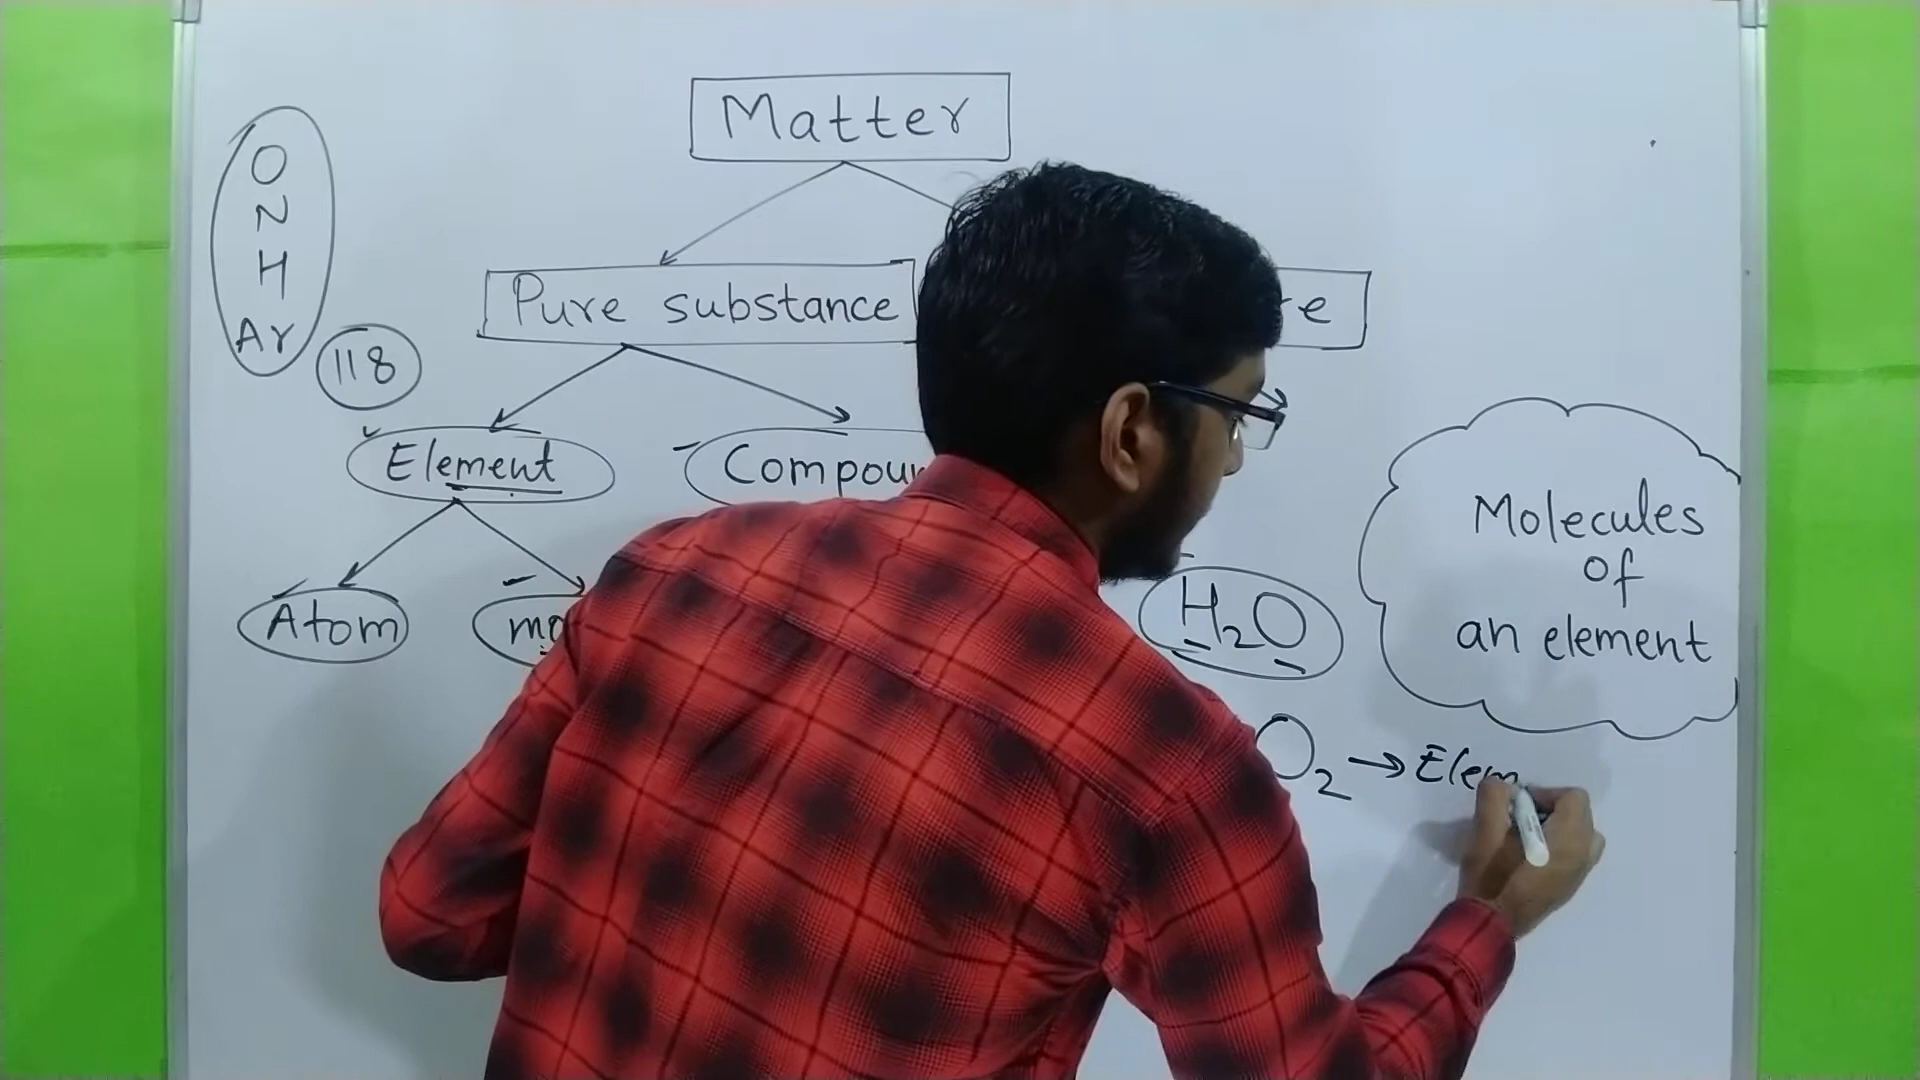 Matter
O
N
H
Ar
118
Pure substance
Element
Atom
H₂O
Molecules
of
an element
O₂ → Elem